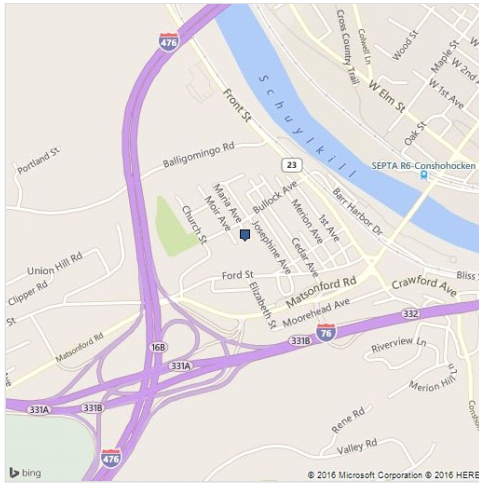 476
Cross Country Trail
Colwell Ln
Wood St
Maple St
W 2nd A
W 1st Ave
W Elm St
Oak St
Front St
Schuylkill
Portland St
Balligomingo Rd
23
SEPTA R6-Conshohocken
Maria Ave
Moir Ave
Bullock Ave
Barr Harbor Dr
1st Ave
Merion Ave
Church St
Josephine Ave
Cedar Ave
Union Hill Rd
Ford St
Clipper Rd
Elizabeth St
Matsonford Rd
Bliss
Crawford Ave
St
Moorehead Ave
Matsonford Rd
332
76
16B
331B
Riverview Ln
331A
Ave
Ln
Merion Hill
331A
331B
Consho
Rene Rd
Valley Rd
476
bing
© 2016 Microsoft Corporation © 2016 HERE